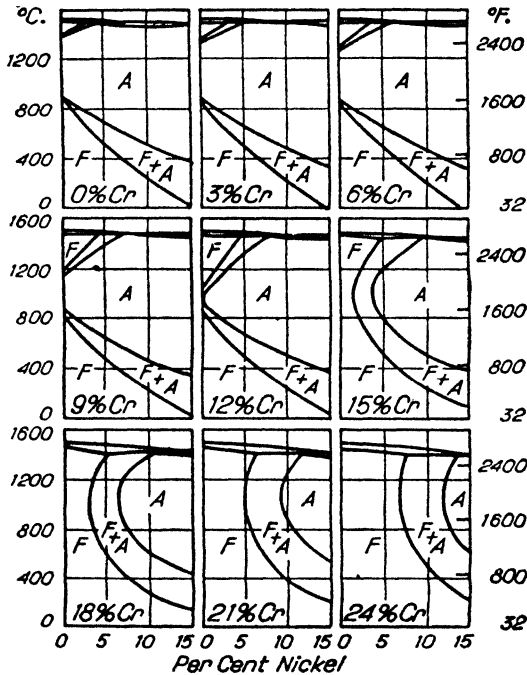 °C. °F.
1200 A 2400
800 1600
400 F F+A F F+A F F+A 800
0 0%Cr 3%Cr 6%Cr 32
A A
1600
F 2400
1200 F
A A A 1600
800
400 F F+A F F+A F F+A 800
0 9%Cr 12%Cr 15%Cr 32
1600
2400
1200 A A A
800 F F+A F F+A F F+A 1600
400 800
0 18%Cr 21%Cr 24%Cr 32
0 5 10 15 0 5 10 15 0 5 10 15
Per Cent Nickel